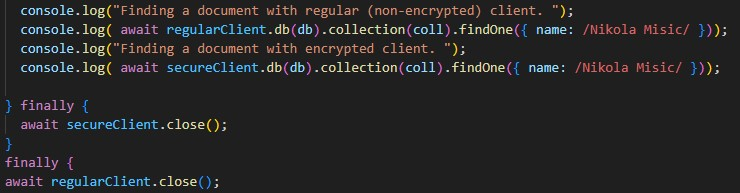 console.log("Finding a document with regular (non-encrypted) client. ");
console.log( await regularClient.db(db).collection(coll).findOne({ name: /Nikola Misic/ }));
console.log("Finding a document with encrypted client. ");
console.log( await secureClient.db(db).collection(coll).findOne({ name: /Nikola Misic/ }));
} finally {
await secureClient.close();
}
finally {
await regularClient.close();